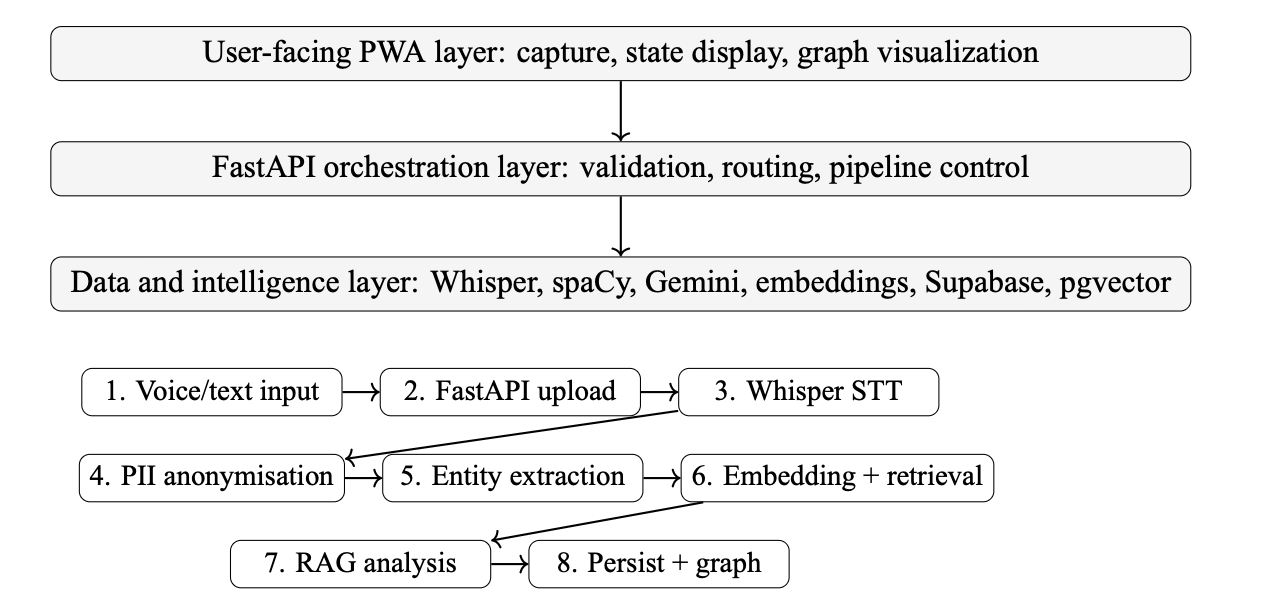 User-facing PWA layer: capture, state display, graph visualization
FastAPI orchestration layer: validation, routing, pipeline control
Data and intelligence layer: Whisper, spaCy, Gemini, embeddings, Supabase, pgvector
1. Voice/text input
2. FastAPI upload
3. Whisper STT
4. PII anonymisation
5. Entity extraction
6. Embedding + retrieval
7. RAG analysis
8. Persist + graph